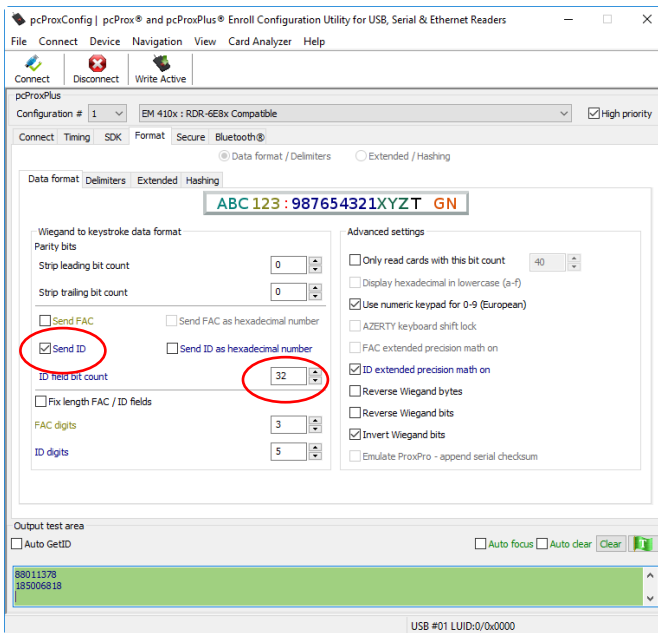 pcProxConfig | pcProx® and pcProxPlus® Enroll Configuration Utility for USB, Serial & Ethernet Readers
File Connect Device Navigation View Card Analyzer Help
Connect Disconnect Write Active
pcProxPlus
Configuration # 1 EM 410x : RDR-6E8x Compatible High priority
Connect Timing SDK Format Secure Bluetooth®
Data format / Delimiters Extended / Hashing
Data format Delimiters Extended Hashing
ABC 123 : 987654321XYZT GN
Wiegand to keystroke data format
Parity bits
Strip leading bit count 0
Strip trailing bit count 0
Send FAC Send FAC as hexadecimal number
Send ID Send ID as hexadecimal number
ID field bit count 32
Fix length FAC / ID fields
FAC digits 3
ID digits 5
Advanced settings
Only read cards with this bit count 40
Display hexadecimal in lowercase (a-f)
Use numeric keypad for 0-9 (European)
AZERTY keyboard shift lock
FAC extended precision math on
ID extended precision math on
Reverse Wiegand bytes
Reverse Wiegand bits
Invert Wiegand bits
Emulate ProxPro - append serial checksum
Output test area
Auto GetID Auto focus Auto clear Clear
88011378
185006818
USB #01 LUID:0/0x0000